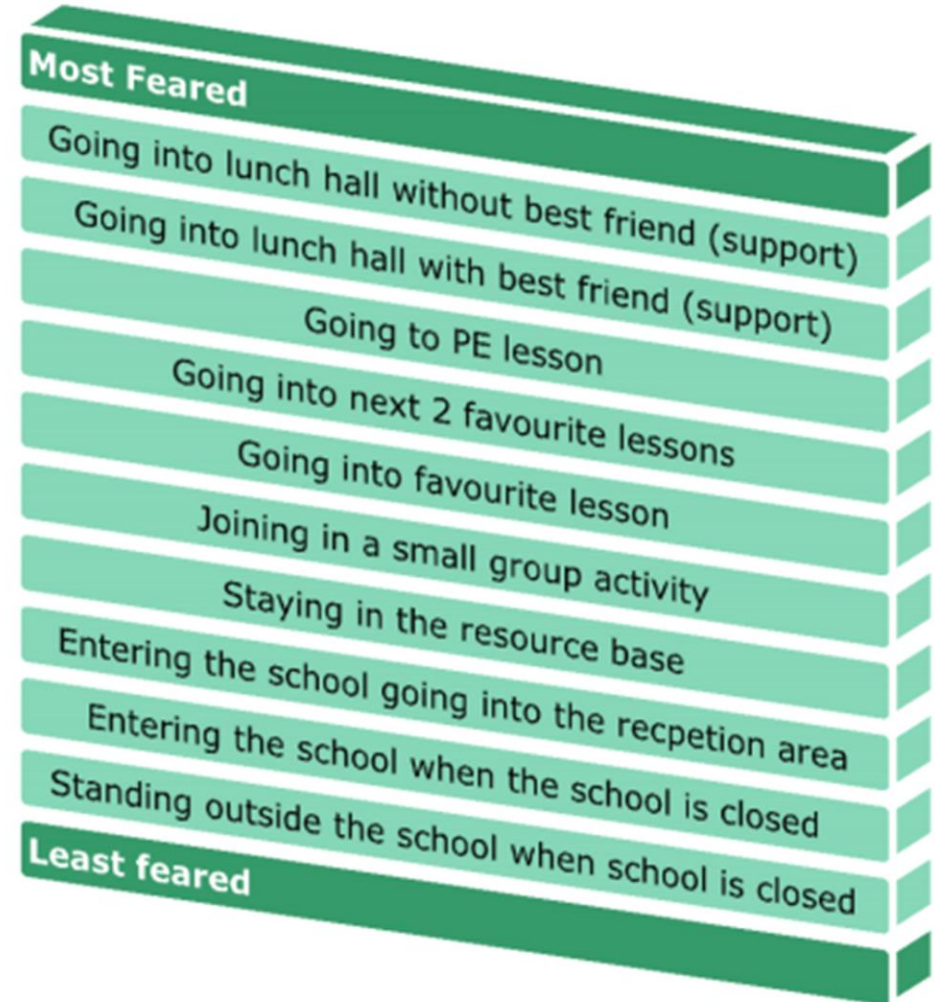 Most Feared
Going into lunch hall without best friend (support)
Going into lunch hall with best friend (support)
Going to PE lesson
Going into next 2 favourite lessons
Going into favourite lesson
Joining in a small group activity
Staying in the resource base
Entering the school going into the recpetion area
Entering the school when the school is closed
Standing outside the school when school is closed
Least feared